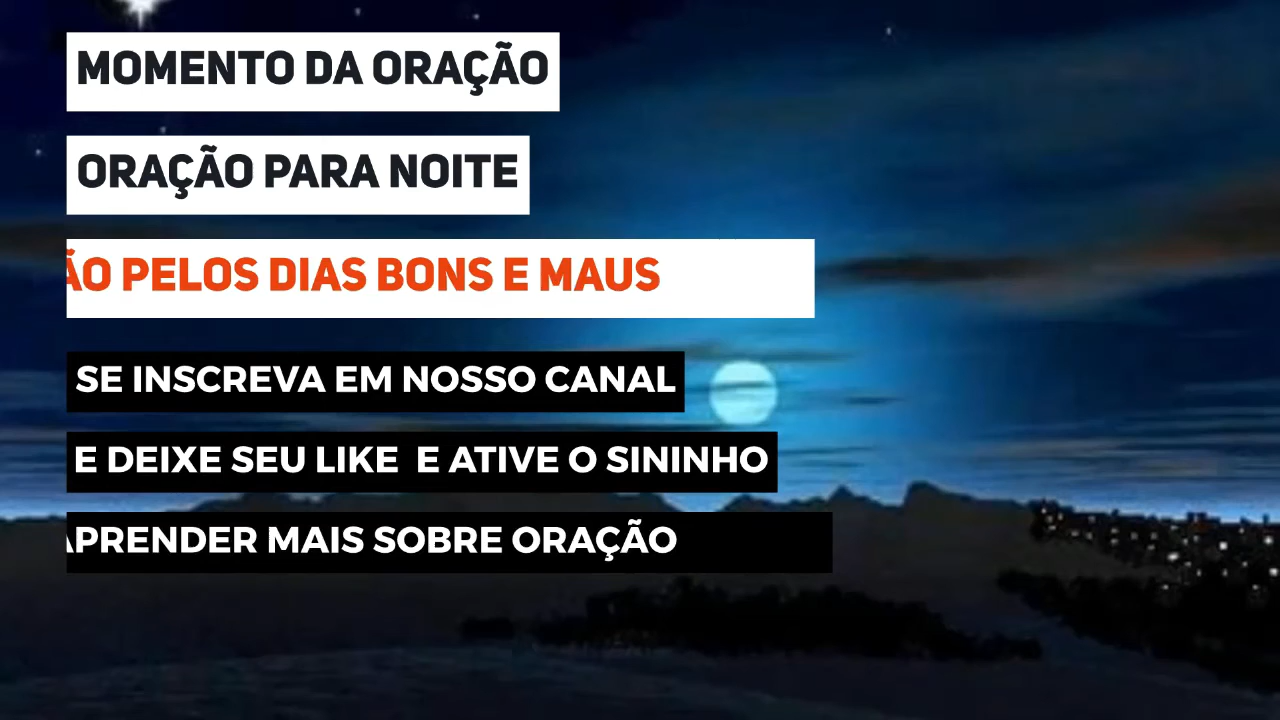 MOMENTO DA ORAÇÃO
ORAÇÃO PARA NOITE
ÃO PELOS DIAS BONS E MAUS
SE INSCREVA EM NOSSO CANAL
E DEIXE SEU LIKE E ATIVE O SININHO
APRENDER MAIS SOBRE ORAÇÃO